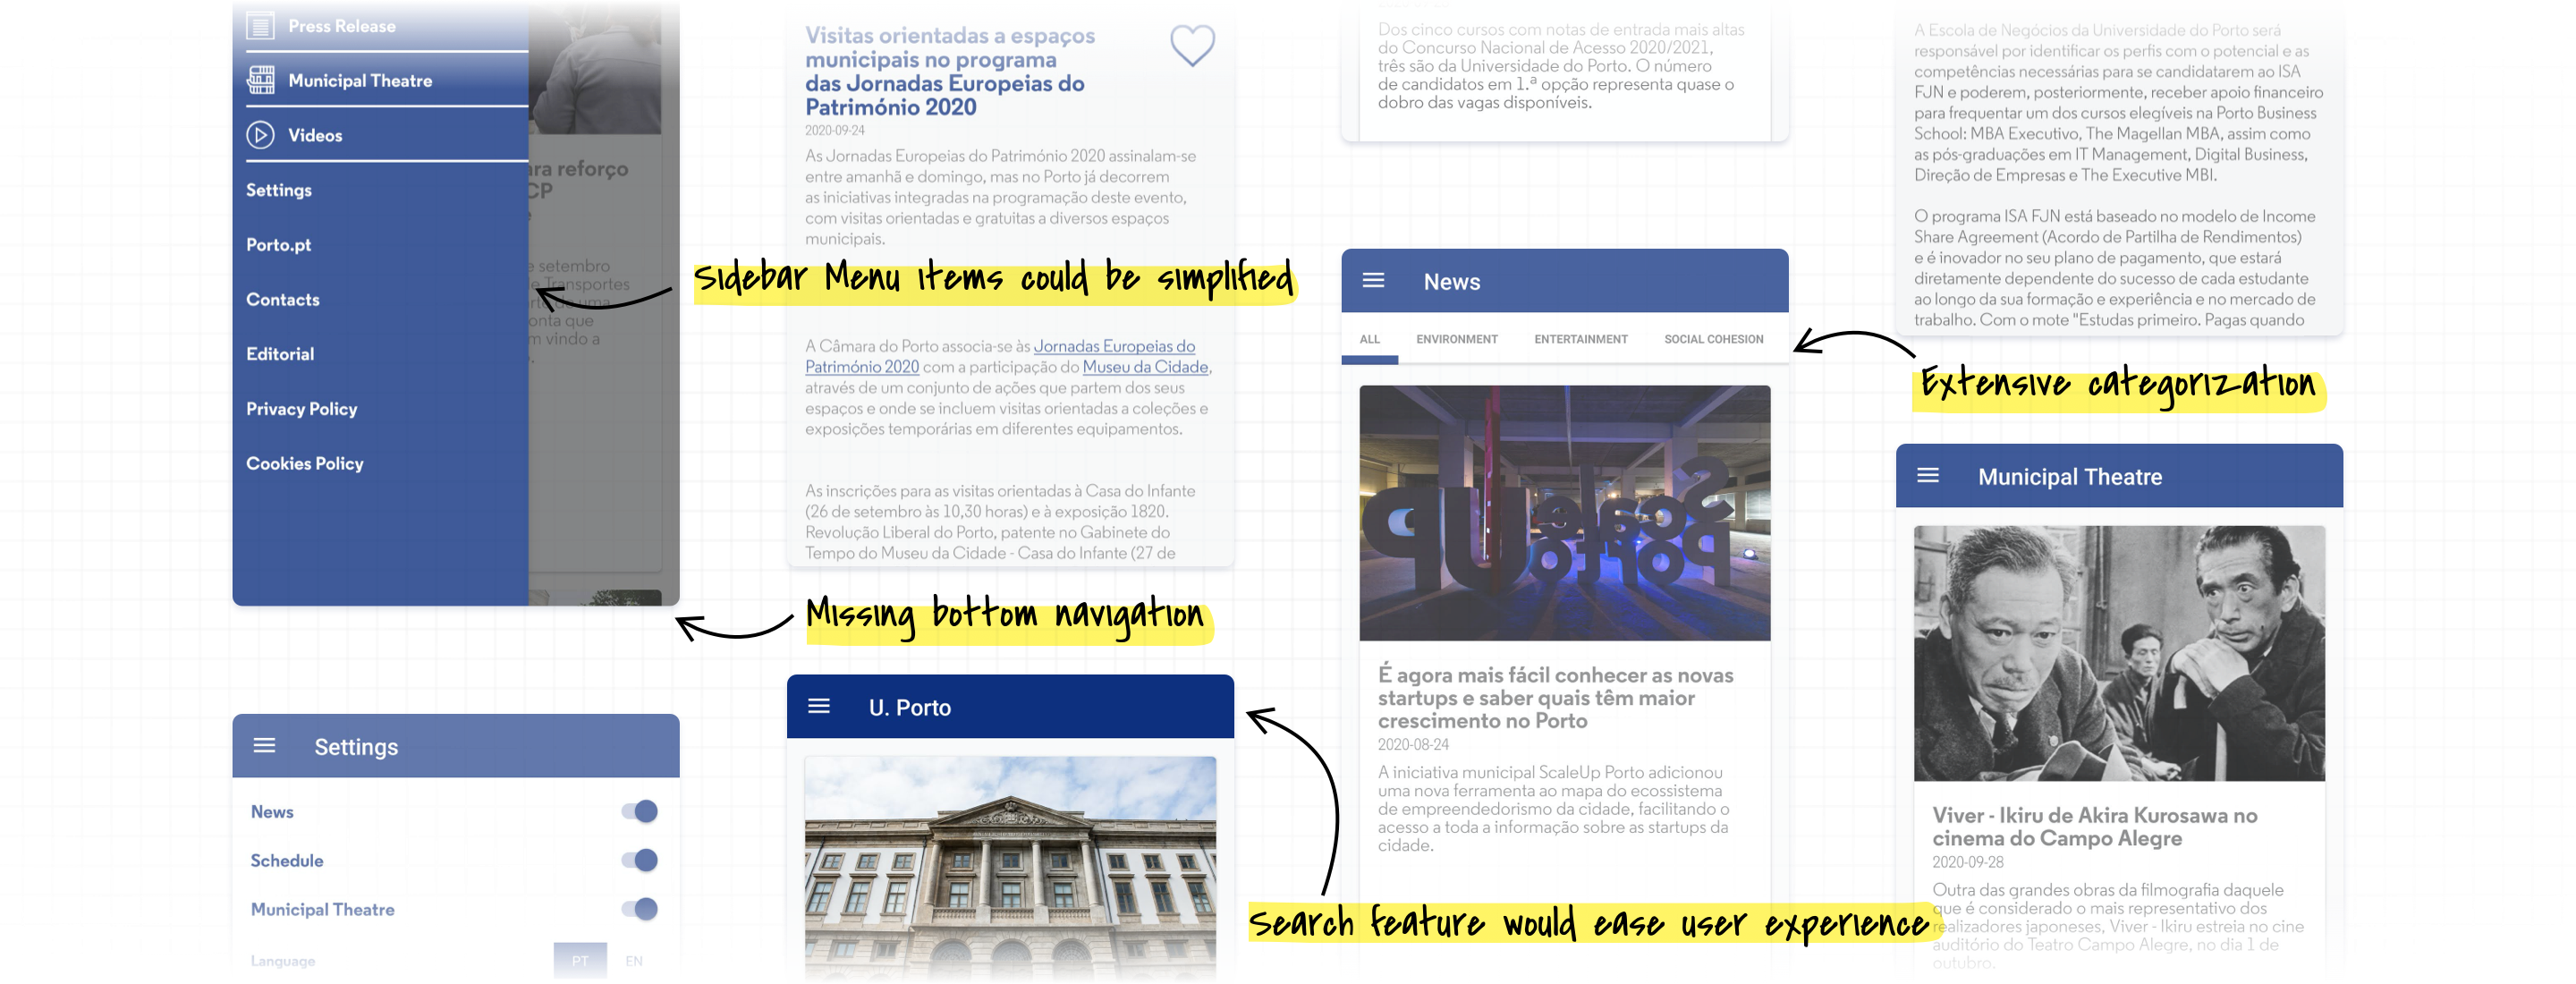 Press Release
Municipal Theatre
Videos
Settings
Porto.pt
Contacts
Editorial
Privacy Policy
Cookies Policy
ara reforço
CP
e setembro
e Transportes
uma
onta que
m vindo a
Sidebar Menu items could be simplified
Missing bottom navigation
Settings
News
Schedule
Municipal Theatre
Language
PT
EN
Visitas orientadas a espaços
municipais no programa
das Jornadas Europeias do
Património 2020
2020-09-24
As Jornadas Europeias do Património 2020 assinalam-se
entre amanhã e domingo, mas no Porto já decorrem
as iniciativas integradas na programação deste evento,
com visitas orientadas e gratuitas a diversos espaços
municipais.
A Câmara do Porto associa-se às Jornadas Europeias do
Património 2020 com a participação do Museu da Cidade,
através de um conjunto de ações que partem dos seus
espaços e onde se incluem visitas orientadas a coleções e
exposições temporárias em diferentes equipamentos.
As inscrições para as visitas orientadas à Casa do Infante
(26 de setembro às 10,30 horas) e à exposição 1820.
Revolução Liberal do Porto, patente no Gabinete do
Tempo do Museu da Cidade - Casa do Infante (27 de
U. Porto
Search feature would ease user experience
Dos cinco cursos com notas de entrada mais altas
do Concurso Nacional de Acesso 2020/2021,
três são da Universidade do Porto. O número
de candidatos em 1.ª opção representa quase o
dobro das vagas disponíveis.
News
ALL
ENVIRONMENT
ENTERTAINMENT
SOCIAL COHESION
Extensive categorization
É agora mais fácil conhecer as novas
startups e saber quais têm maior
crescimento no Porto
2020-08-24
A iniciativa municipal ScaleUp Porto adicionou
uma nova ferramenta ao mapa do ecossistema
de empreendedorismo da cidade, facilitando o
acesso a toda a informação sobre as startups da
cidade.
A Escola de Negócios da Universidade do Porto será
responsável por identificar os perfis com o potencial e as
competências necessárias para se candidatarem ao ISA
FJN e poderem, posteriormente, receber apoio financeiro
para frequentar um dos cursos elegíveis na Porto Business
School: MBA Executivo, The Magellan MBA, assim como
as pós-graduações em IT Management, Digital Business,
Direção de Empresas e The Executive MBI.
O programa ISA FJN está baseado no modelo de Income
Share Agreement (Acordo de Partilha de Rendimentos)
e é inovador no seu plano de pagamento, que estará
diretamente dependente do sucesso de cada estudante
ao longo da sua formação e experiência e no mercado de
trabalho. Com o mote "Estudas primeiro. Pagas quando
Municipal Theatre
Viver - Ikiru de Akira Kurosawa no
cinema do Campo Alegre
2020-09-28
Outra das grandes obras da filmografia daquele
que é considerado o mais representativo dos
realizadores japoneses, Viver - Ikiru estreia no cine
auditório do Teatro Campo Alegre, no dia 1 de
outubro.